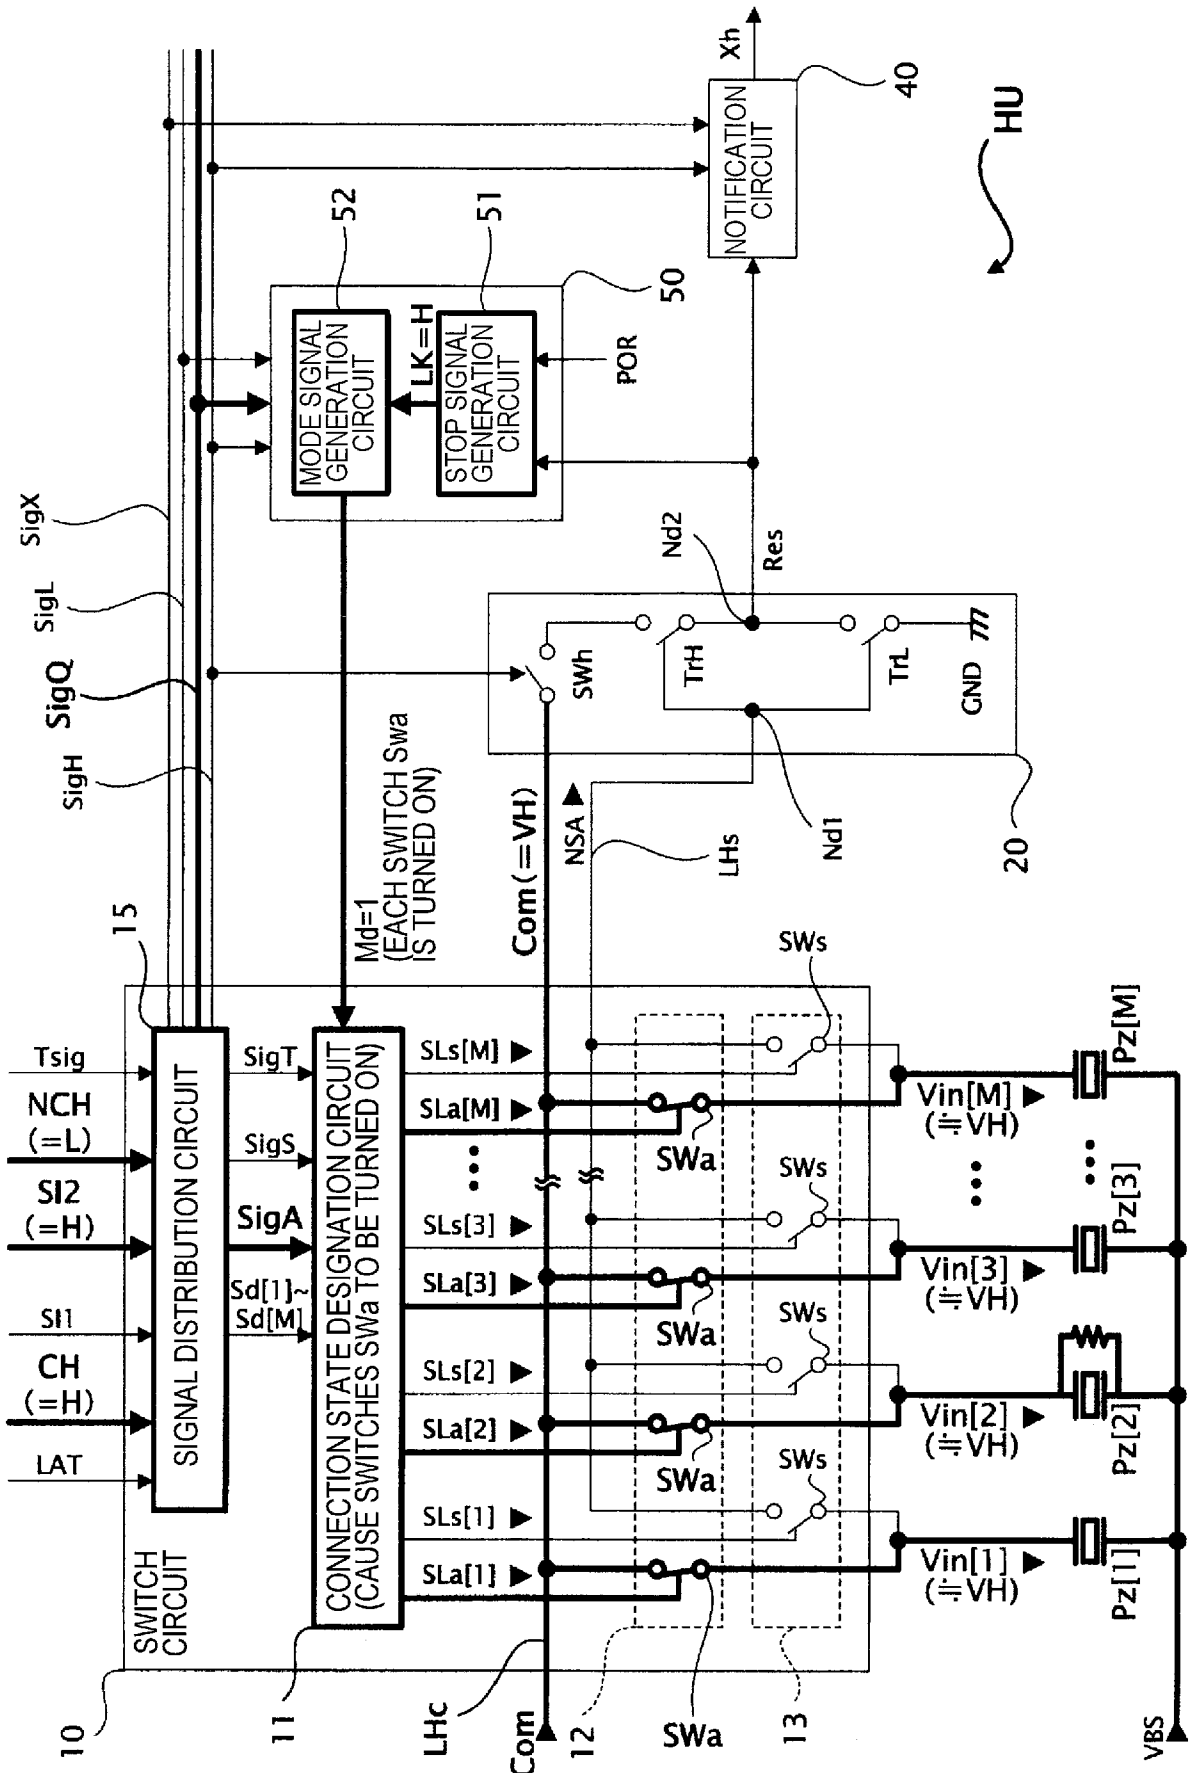 HU
Tsig
NCH
(=L)
SI2
(=H)
SI1
CH
(=H)
LAT
15
SIGNAL DISTRIBUTION CIRCUIT
SigX
SigL
SigQ
SigH
SWITCH
CIRCUIT
10
SigT
SigS
SigA
Sd[1]~
Sd[M]
11
CONNECTION STATE DESIGNATION CIRCUIT
(CAUSE SWITCHES SWa TO BE TURNED ON)
Md=1
(EACH SWITCH Swa
IS TURNED ON)
MODE SIGNAL
GENERATION
CIRCUIT
52
LK=H
STOP SIGNAL
GENERATION
CIRCUIT
51
50
POR
SLa[1]
SLs[1]
SLa[2]
SLs[2]
SLa[3]
SLs[3]
SLa[M]
SLs[M]
LHc
Com
Com(=VH)
NSA
LHs
12
13
SWa
SWa
SWa
SWa
SWs
SWs
SWs
SWs
SWh
TrH
TrL
GND
Nd1
Nd2
20
Res
NOTIFICATION
CIRCUIT
40
Xh
Vin[1]
(≒VH)
Vin[2]
(≒VH)
Vin[3]
(≒VH)
Vin[M]
(≒VH)
Pz[1]
Pz[2]
Pz[3]
Pz[M]
VBS